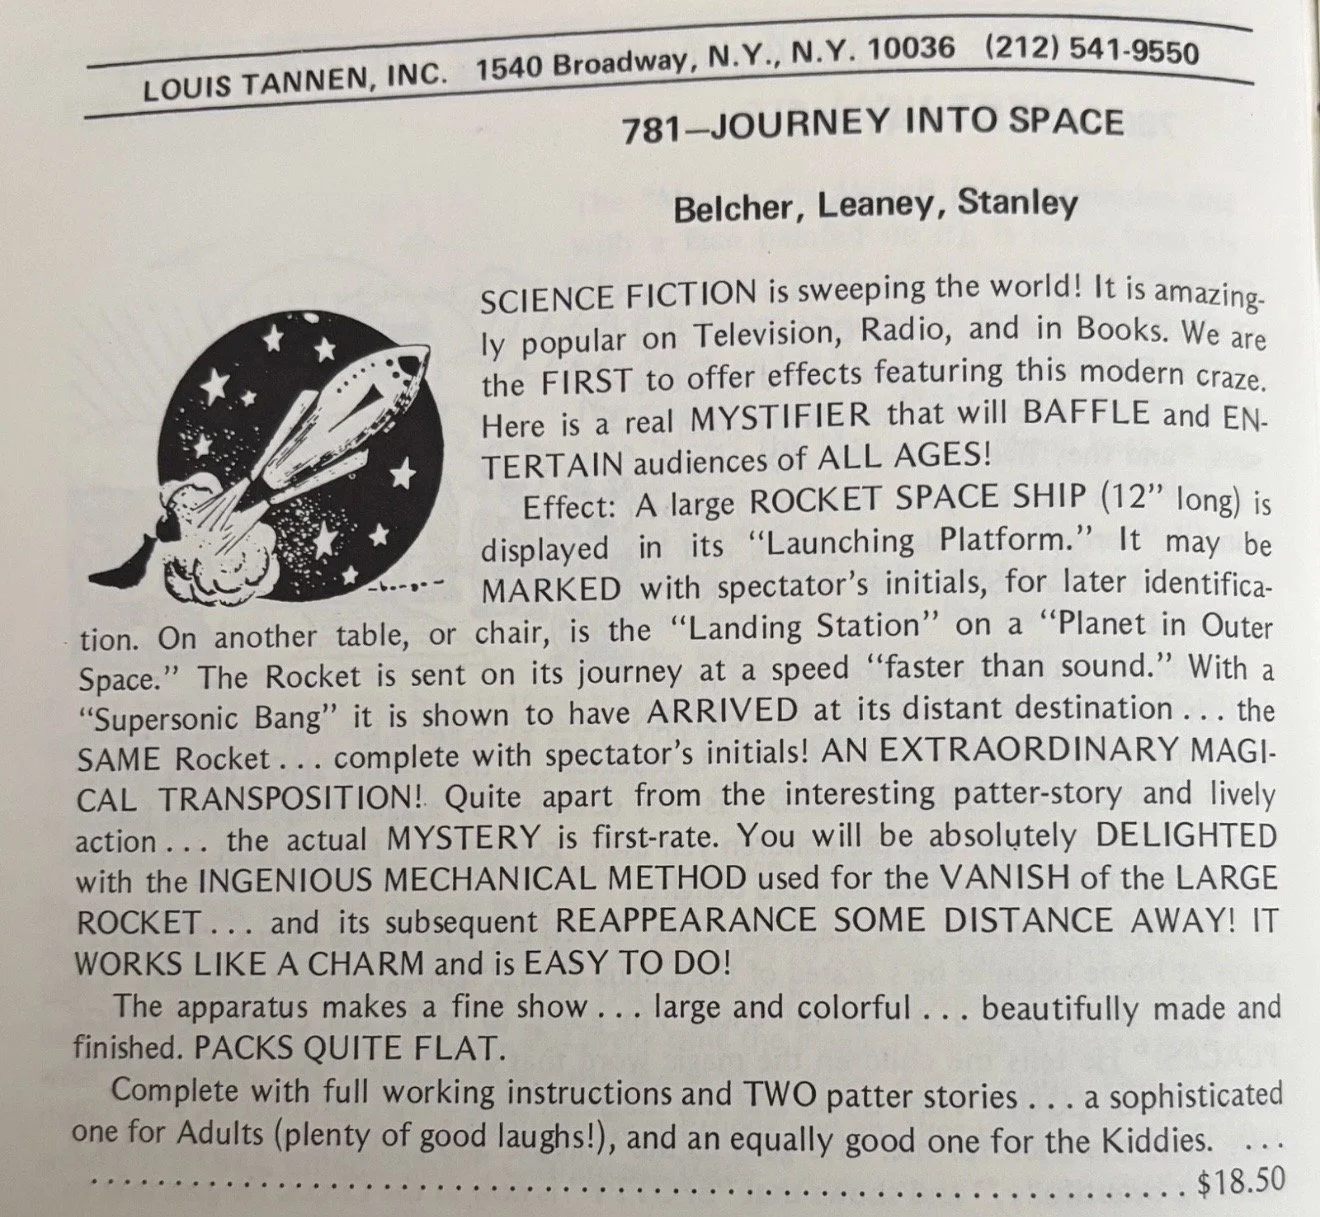 LOUIS TANNEN, INC. 1540 Broadway, N.Y., N.Y. 10036 (212) 541-9550
781—JOURNEY INTO SPACE
Belcher, Leaney, Stanley
SCIENCE FICTION is sweeping the world! It is amazing-
ly popular on Television, Radio, and in Books. We are
the FIRST to offer effects featuring this modern craze.
Here is a real MYSTIFIER that will BAFFLE and EN-
TERTAIN audiences of ALL AGES!
Effect: A large ROCKET SPACE SHIP (12” long) is
displayed in its “Launching Platform.” It may be
MARKED with spectator’s initials, for later identifica-
tion. On another table, or chair, is the “Landing Station” on a “Planet in Outer
Space.” The Rocket is sent on its journey at a speed “faster than sound.” With a
“Supersonic Bang” it is shown to have ARRIVED at its distant destination . . . the
SAME Rocket . . . complete with spectator’s initials! AN EXTRAORDINARY MAGI-
CAL TRANSPOSITION! Quite apart from the interesting patter-story and lively
action . . . the actual MYSTERY is first-rate. You will be absolutely DELIGHTED
with the INGENIOUS MECHANICAL METHOD used for the VANISH of the LARGE
ROCKET . . . and its subsequent REAPPEARANCE SOME DISTANCE AWAY! IT
WORKS LIKE A CHARM and is EASY TO DO!
The apparatus makes a fine show . . . large and colorful . . . beautifully made and
finished. PACKS QUITE FLAT.
Complete with full working instructions and TWO patter stories . . . a sophisticated
one for Adults (plenty of good laughs!), and an equally good one for the Kiddies. . . .
. . . . . . . . . . . . . . . . . . . . . . . . . . . . . . . . . . . . . . . . . . . . . . . . . . . . . $18.50